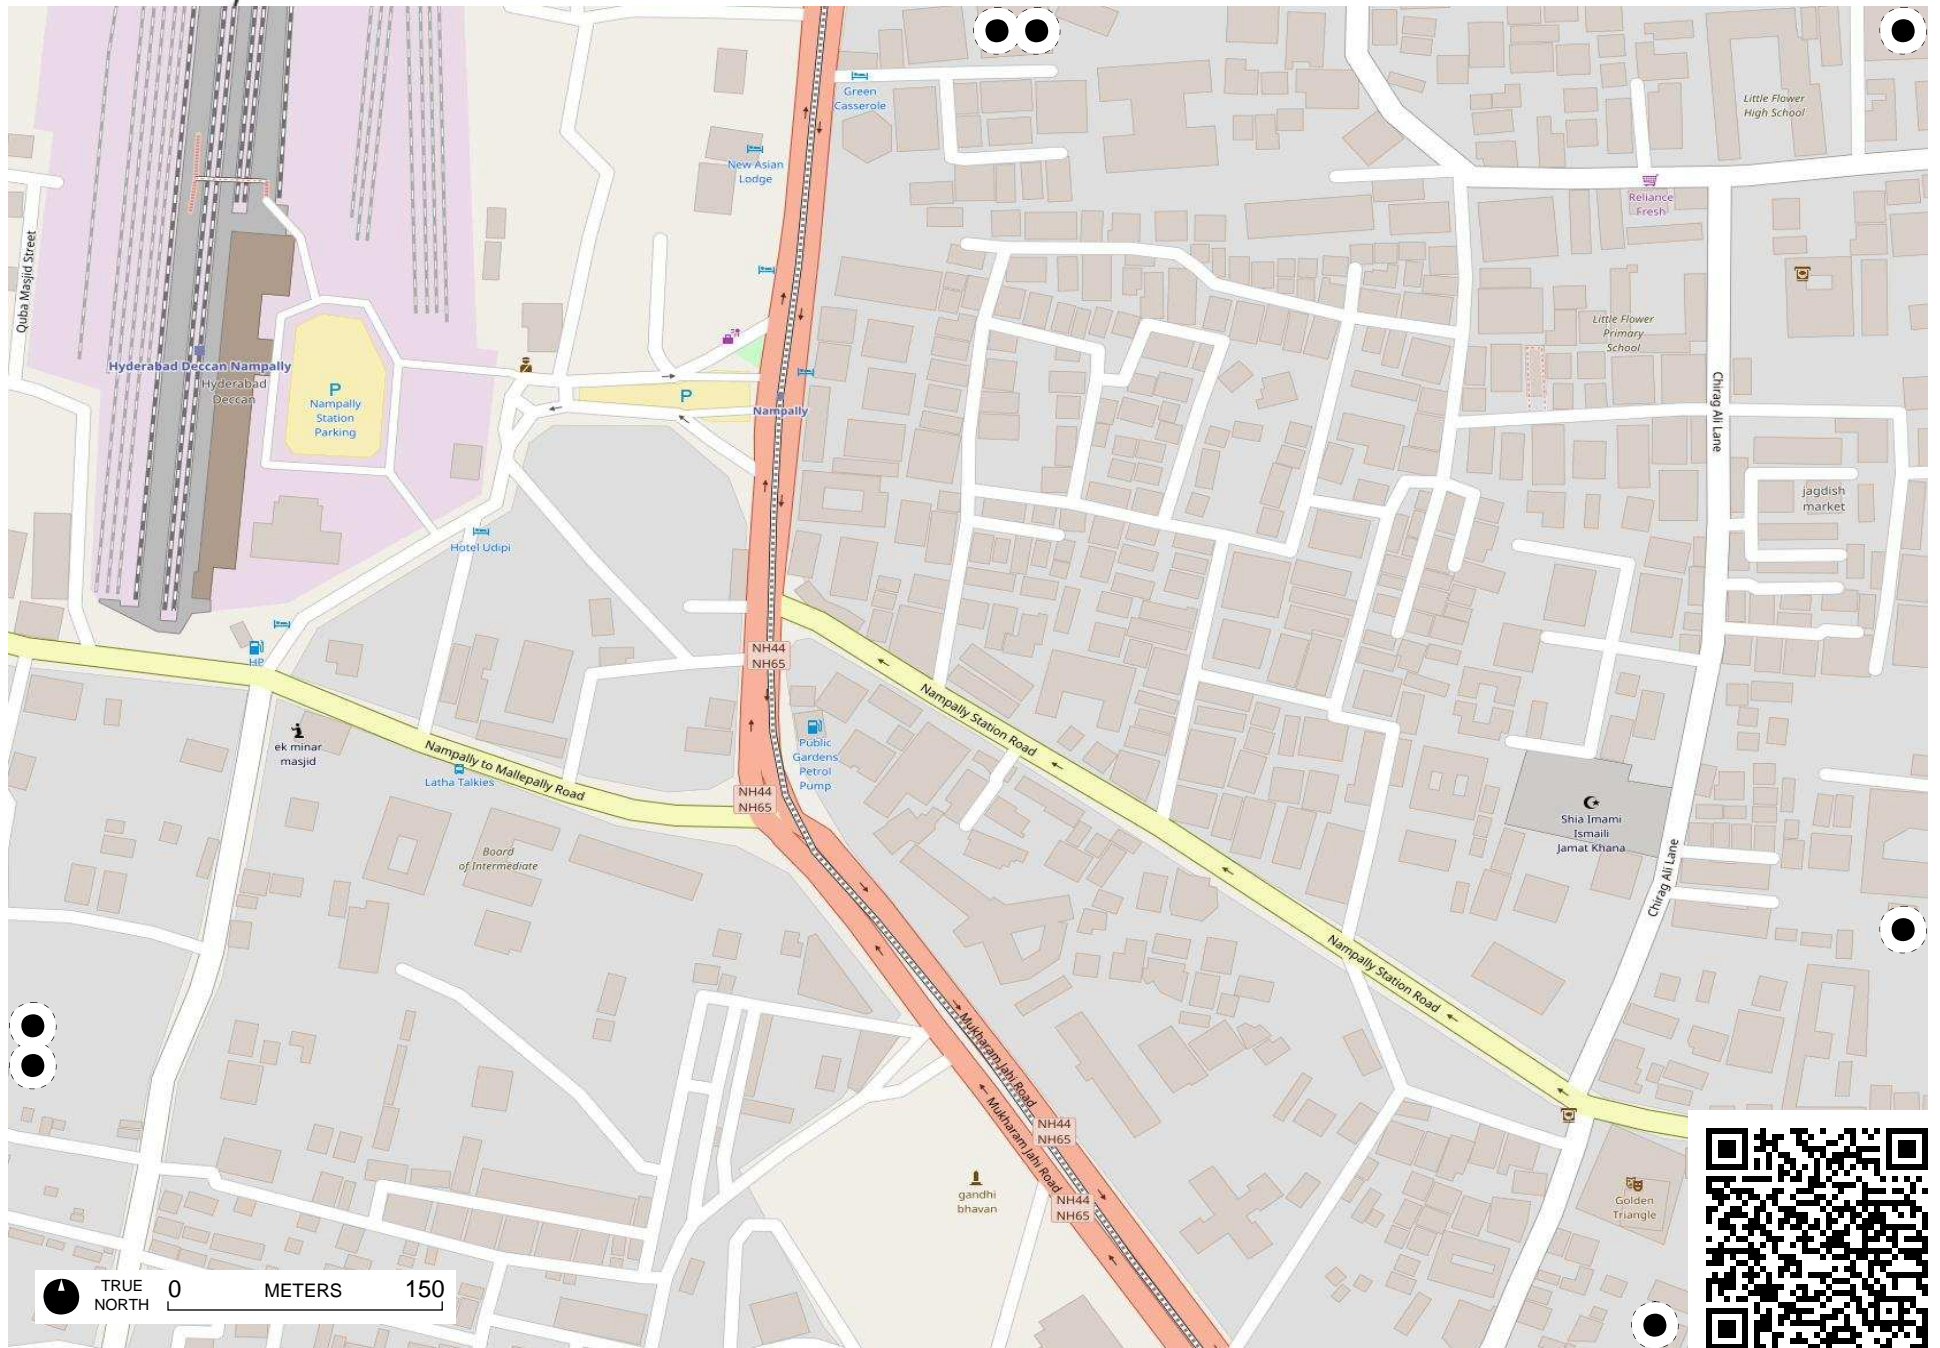 Green
Casserole
Little Flower
High School
New Asian
Lodge
Reliance
Fresh
Quba Masjid Street
Little Flower
Primary
School
Hyderabad Deccan Nampally
Hyderabad
Deccan
P
Nampally
Station
Parking
P
Nampally
Chirag Ali Lane
jagdish
market
Hotel Udipi
HP
NH44
NH65
Nampally Station Road
ek minar
masjid
Nampally to Mallepally Road
Latha Talkies
Public
Gardens
Petrol
Pump
NH44
NH65
Shia Imami
Ismaili
Jamat Khana
Board
of Intermediate
Chirag Ali Lane
Nampally Station Road
Mukharam Jahi Road
Mukharam Jahi Road
NH44
NH65
gandhi
bhavan
NH44
NH65
Golden
Triangle
TRUE
NORTH
0 METERS 150